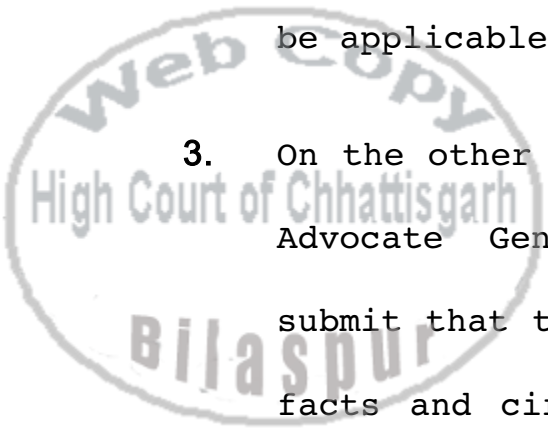 be applicable
Web Copy
3. On the other
High Court of Chhattisgarh
Advocate Gen
submit that t
Bilaspur
facts and ci